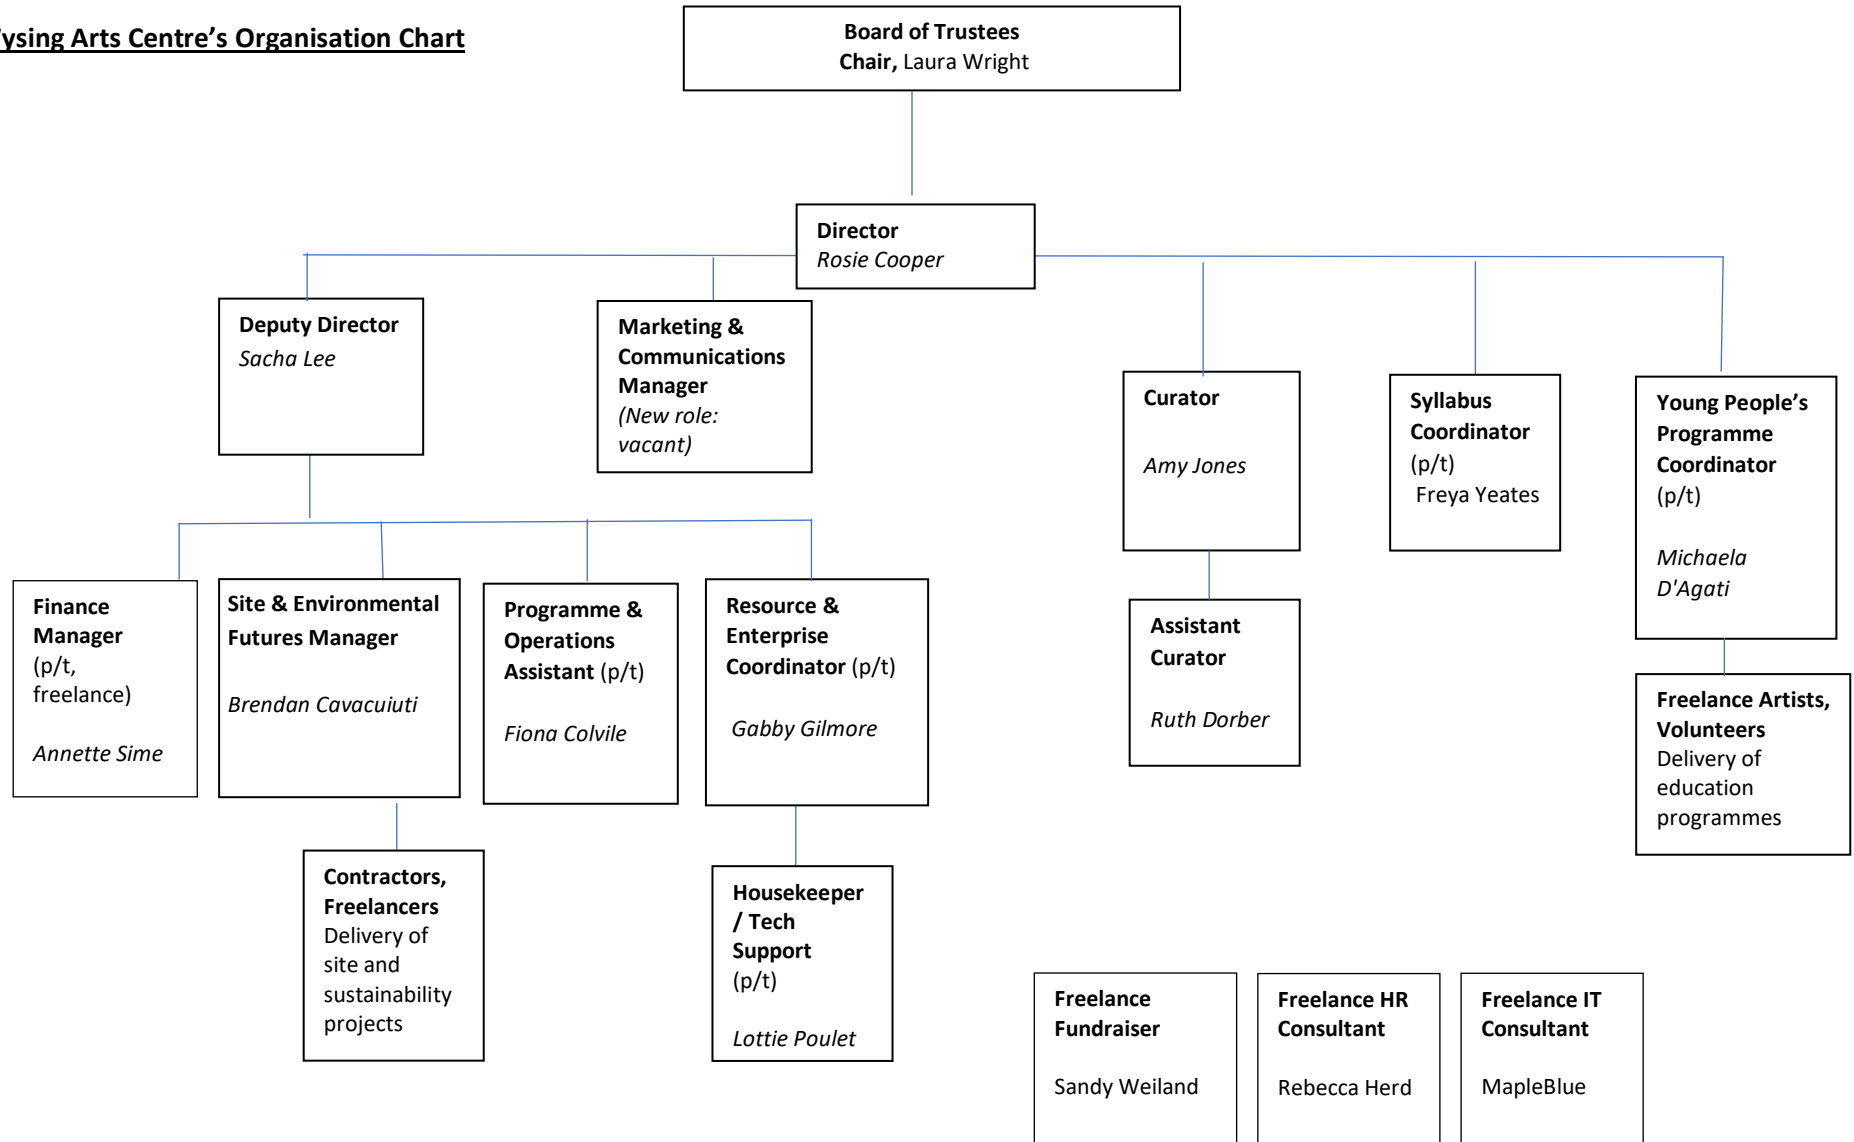 ysing Arts Centre’s Organisation Chart
Board of Trustees
Chair, Laura Wright
Director
Rosie Cooper
Deputy Director
Sacha Lee
Marketing &
Communications
Manager
(New role:
vacant)
Curator
Amy Jones
Syllabus
Coordinator
(p/t)
Freya Yeates
Young People’s
Programme
Coordinator
(p/t)
Michaela
D'Agati
Finance
Manager
(p/t,
freelance)
Annette Sime
Site & Environmental
Futures Manager
Brendan Cavacuiuti
Programme &
Operations
Assistant (p/t)
Fiona Colvile
Resource &
Enterprise
Coordinator (p/t)
Gabby Gilmore
Assistant
Curator
Ruth Dorber
Freelance Artists,
Volunteers
Delivery of
education
programmes
Contractors,
Freelancers
Delivery of
site and
sustainability
projects
Housekeeper
/ Tech
Support
(p/t)
Lottie Poulet
Freelance
Fundraiser
Sandy Weiland
Freelance HR
Consultant
Rebecca Herd
Freelance IT
Consultant
MapleBlue